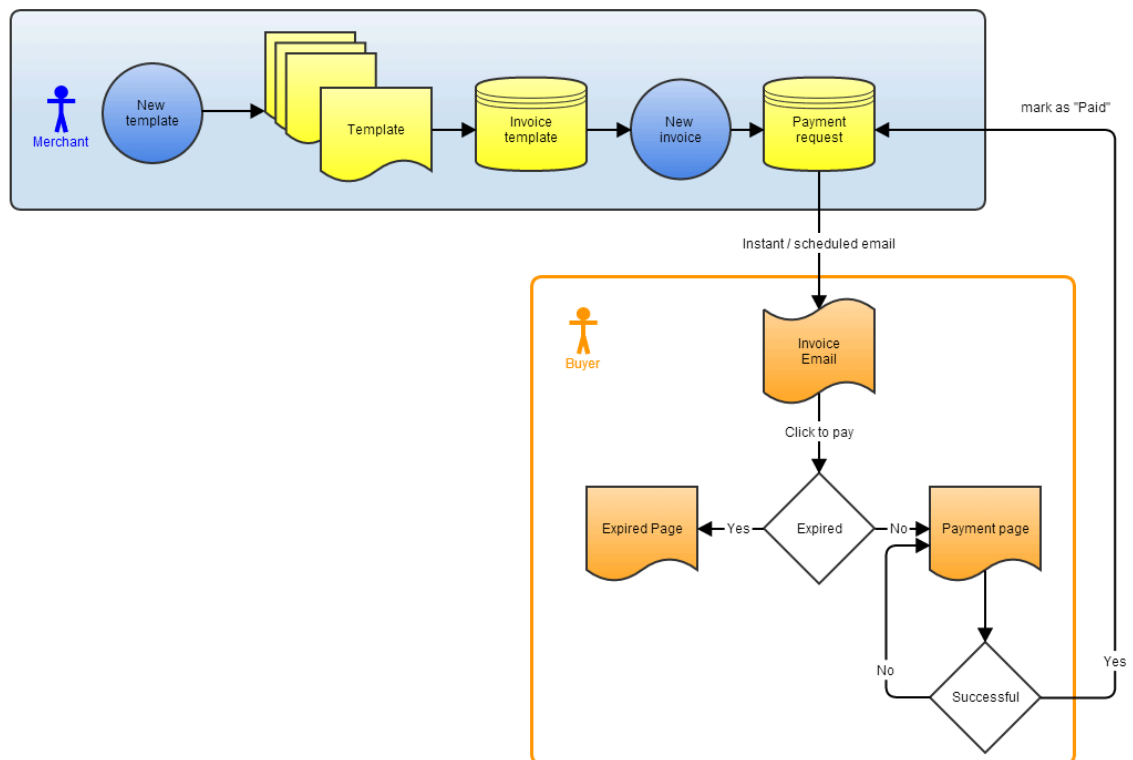 mark as "Paid"
New
template
Merchant
Template
Invoice
template
New
invoice
Payment
request
Instant / scheduled email
Buyer
Invoice
Email
Click to pay
Expired Page
Yes
Expired
No
Payment page
No
Successful
Yes